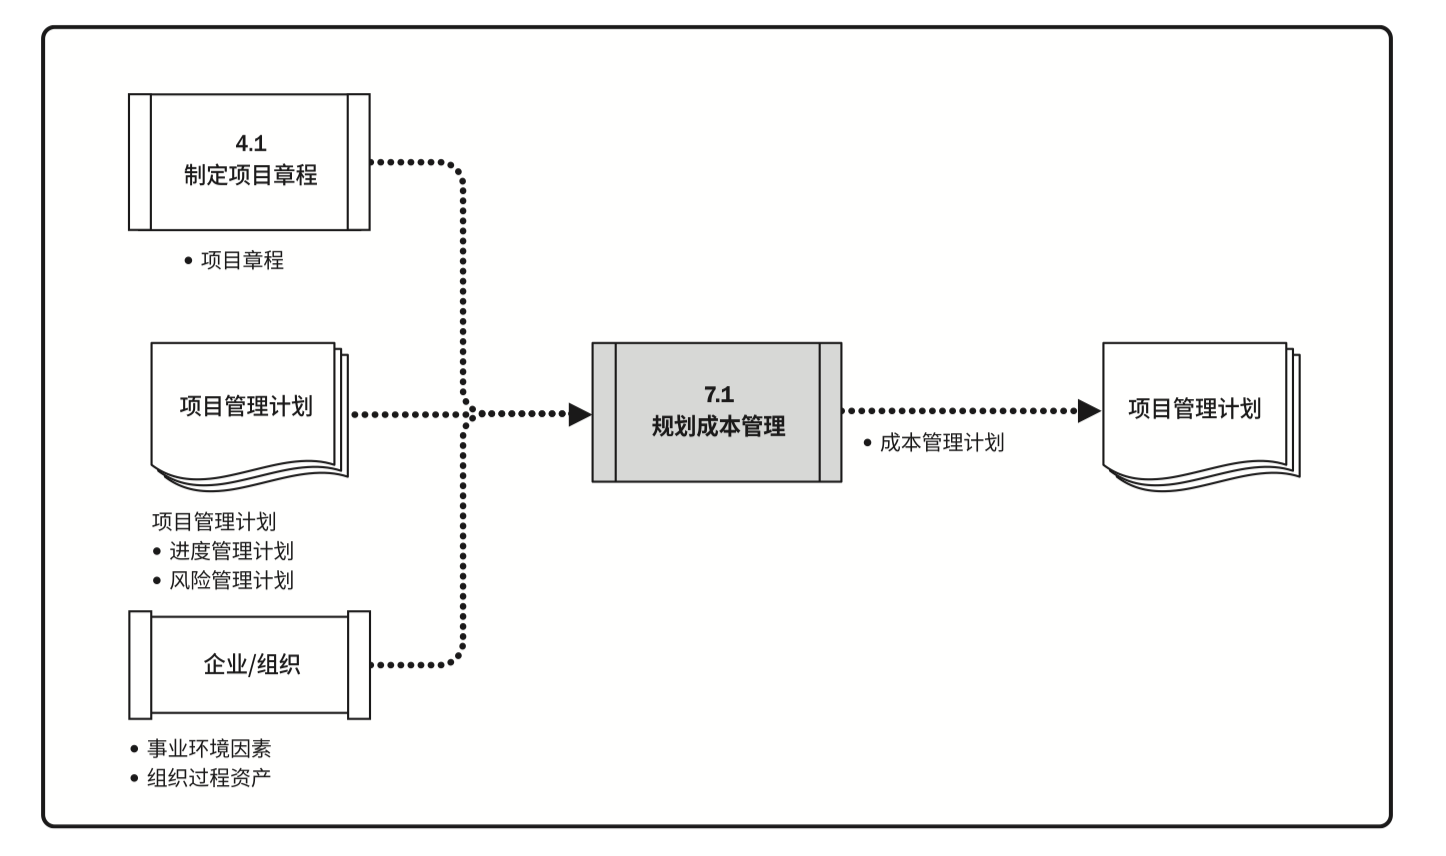 4.1
制定项目章程
• 项目章程
项目管理计划
项目管理计划
• 进度管理计划
• 风险管理计划
企业/组织
• 事业环境因素
• 组织过程资产
7.1
规划成本管理
• 成本管理计划
项目管理计划